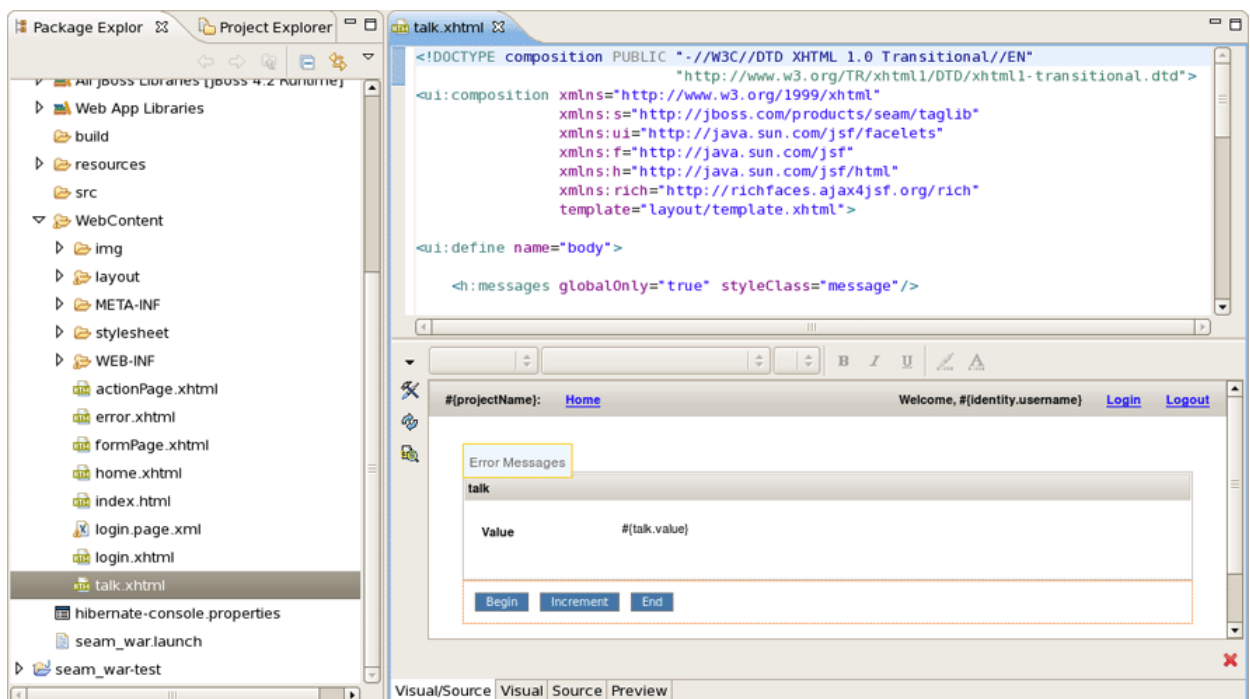 Package Explor
Project Explorer
All JBoss Libraries [JBoss 4.2 Runtime]
Web App Libraries
build
resources
src
WebContent
img
layout
META-INF
stylesheet
WEB-INF
actionPage.xhtml
error.xhtml
formPage.xhtml
home.xhtml
index.html
login.page.xml
login.xhtml
talk.xhtml
hibernate-console.properties
seam_war.launch
seam_war-test
talk.xhtml
<!DOCTYPE composition PUBLIC "-//W3C//DTD XHTML 1.0 Transitional//EN"
"http://www.w3.org/TR/xhtml1/DTD/xhtml1-transitional.dtd">
<ui:composition xmlns="http://www.w3.org/1999/xhtml"
xmlns:s="http://jboss.com/products/seam/taglib"
xmlns:ui="http://java.sun.com/jsf/facelets"
xmlns:f="http://java.sun.com/jsf"
xmlns:h="http://java.sun.com/jsf/html"
xmlns:rich="http://richfaces.ajax4jsf.org/rich"
template="layout/template.xhtml">
<ui:define name="body">
<h:messages globalOnly="true" styleClass="message"/>
B I U A
#{projectName}: Home Welcome, #{identity.username} Login Logout
Error Messages
talk
Value #{talk.value}
Begin Increment End
Visual/Source Visual Source Preview